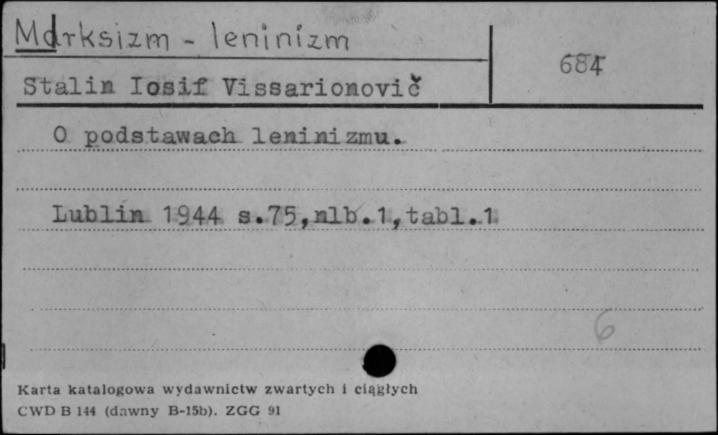 Marksizm - leninizm
684
Stalin Iosif Vissarionovič
O podstawach leninizmu.
Lublin 1944 s.75,nlb.1,tabl.1
6
Karta katalogowa wydawnictw zwartych i ciągłych
CWD B 144 (dawny B-15b). ZGG 91